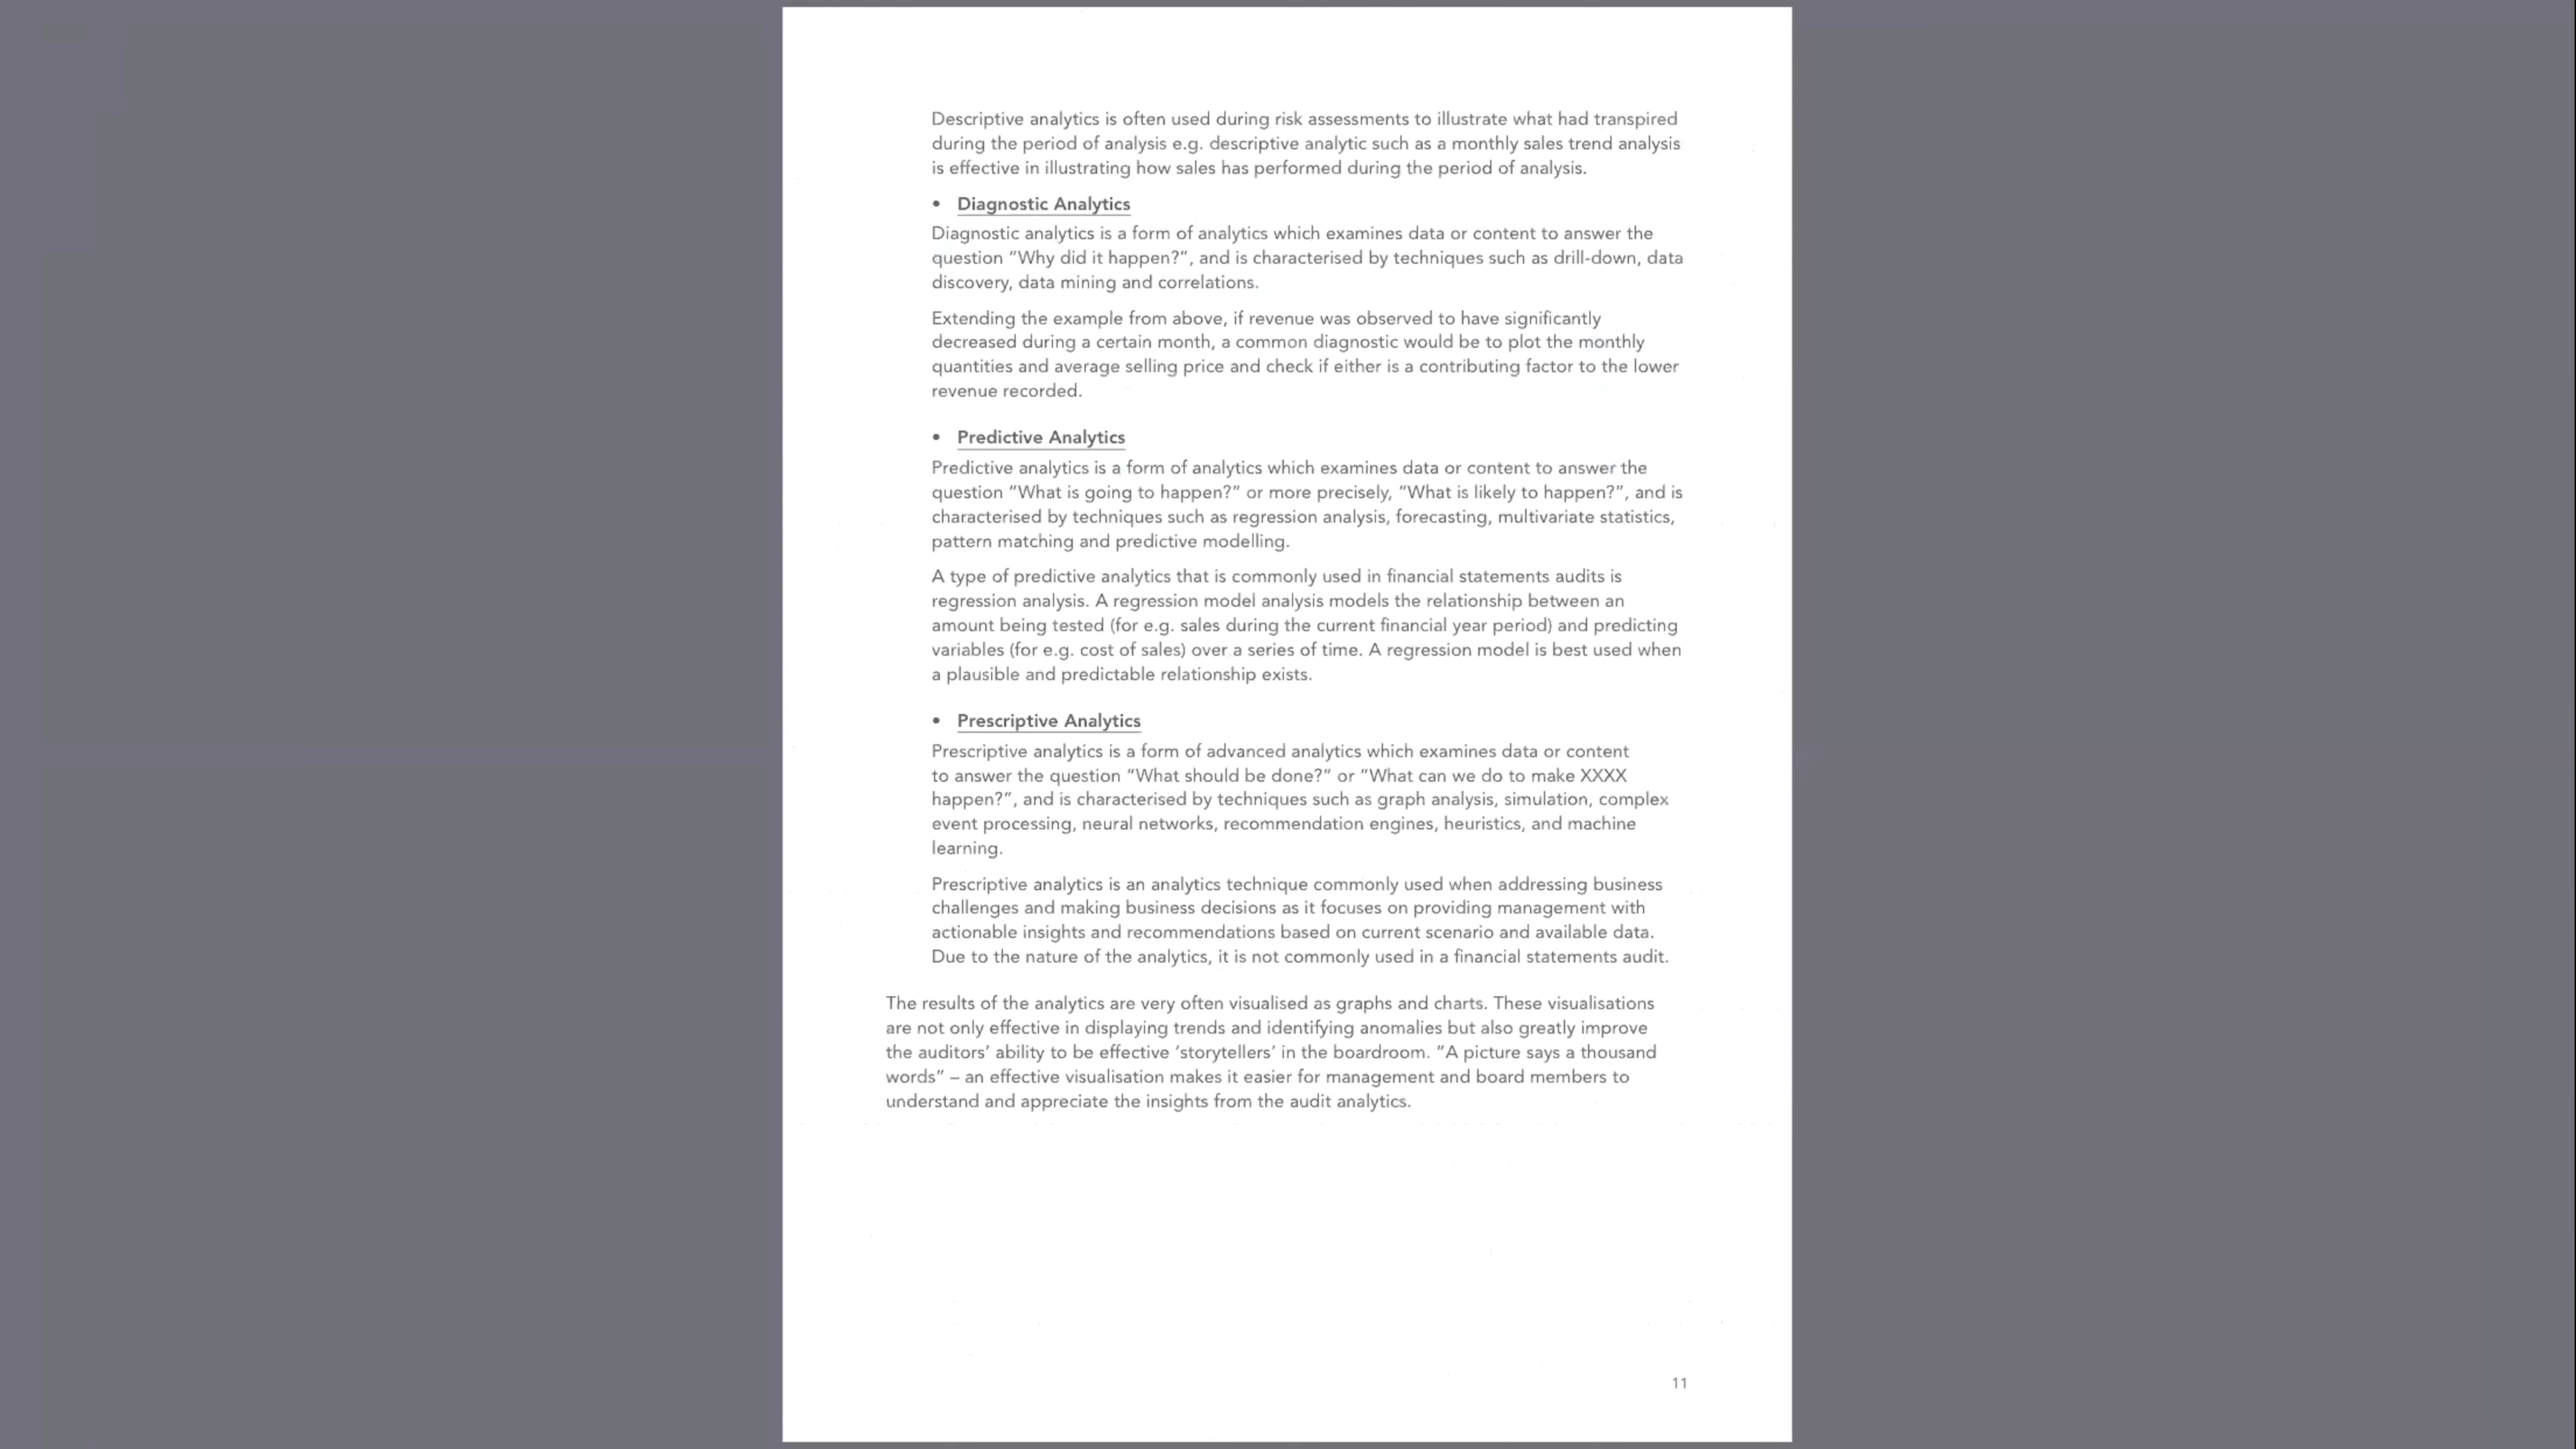 Descriptive analytics is often used during risk assessments to illustrate what had transpired
during the period of analysis e.g. descriptive analytic such as a monthly sales trend analysis
is effective in illustrating how sales has performed during the period of analysis.
• Diagnostic Analytics
Diagnostic analytics is a form of analytics which examines data or content to answer the
question “Why did it happen?”, and is characterised by techniques such as drill-down, data
discovery, data mining and correlations.
Extending the example from above, if revenue was observed to have significantly
decreased during a certain month, a common diagnostic would be to plot the monthly
quantities and average selling price and check if either is a contributing factor to the lower
revenue recorded.
• Predictive Analytics
Predictive analytics is a form of analytics which examines data or content to answer the
question “What is going to happen?” or more precisely, “What is likely to happen?”, and is
characterised by techniques such as regression analysis, forecasting, multivariate statistics,
pattern matching and predictive modelling.
A type of predictive analytics that is commonly used in financial statements audits is
regression analysis. A regression model analysis models the relationship between an
amount being tested (for e.g. sales during the current financial year period) and predicting
variables (for e.g. cost of sales) over a series of time. A regression model is best used when
a plausible and predictable relationship exists.
• Prescriptive Analytics
Prescriptive analytics is a form of advanced analytics which examines data or content
to answer the question “What should be done?” or “What can we do to make XXXX
happen?”, and is characterised by techniques such as graph analysis, simulation, complex
event processing, neural networks, recommendation engines, heuristics, and machine
learning.
Prescriptive analytics is an analytics technique commonly used when addressing business
challenges and making business decisions as it focuses on providing management with
actionable insights and recommendations based on current scenario and available data.
Due to the nature of the analytics, it is not commonly used in a financial statements audit.
The results of the analytics are very often visualised as graphs and charts. These visualisations
are not only effective in displaying trends and identifying anomalies but also greatly improve
the auditors’ ability to be effective ‘storytellers’ in the boardroom. “A picture says a thousand
words” – an effective visualisation makes it easier for management and board members to
understand and appreciate the insights from the audit analytics.
11